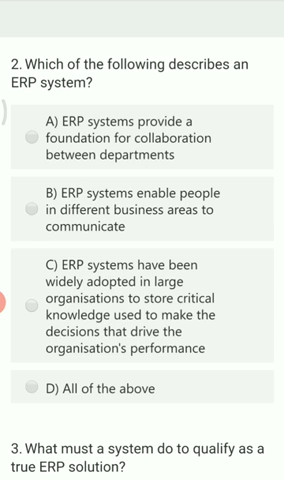 2. Which of the following describes an
ERP system?
A) ERP systems provide a
foundation for collaboration
between departments
B) ERP systems enable people
in different business areas to
communicate
C) ERP systems have been
widely adopted in large
organisations to store critical
knowledge used to make the
decisions that drive the
organisation's performance
D) All of the above
3. What must a system do to qualify as a
true ERP solution?